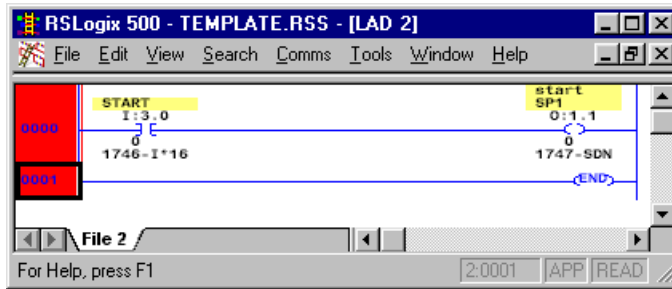 RSLogix 500 - TEMPLATE.RSS - [LAD 2]
File Edit View Search Comms Tools Window Help
START
I:3.0
0
1746-I*16
start
SP1
O:1.1
0
1747-SDN
0000
0001
END
File 2
For Help, press F1
2:0001 APP READ